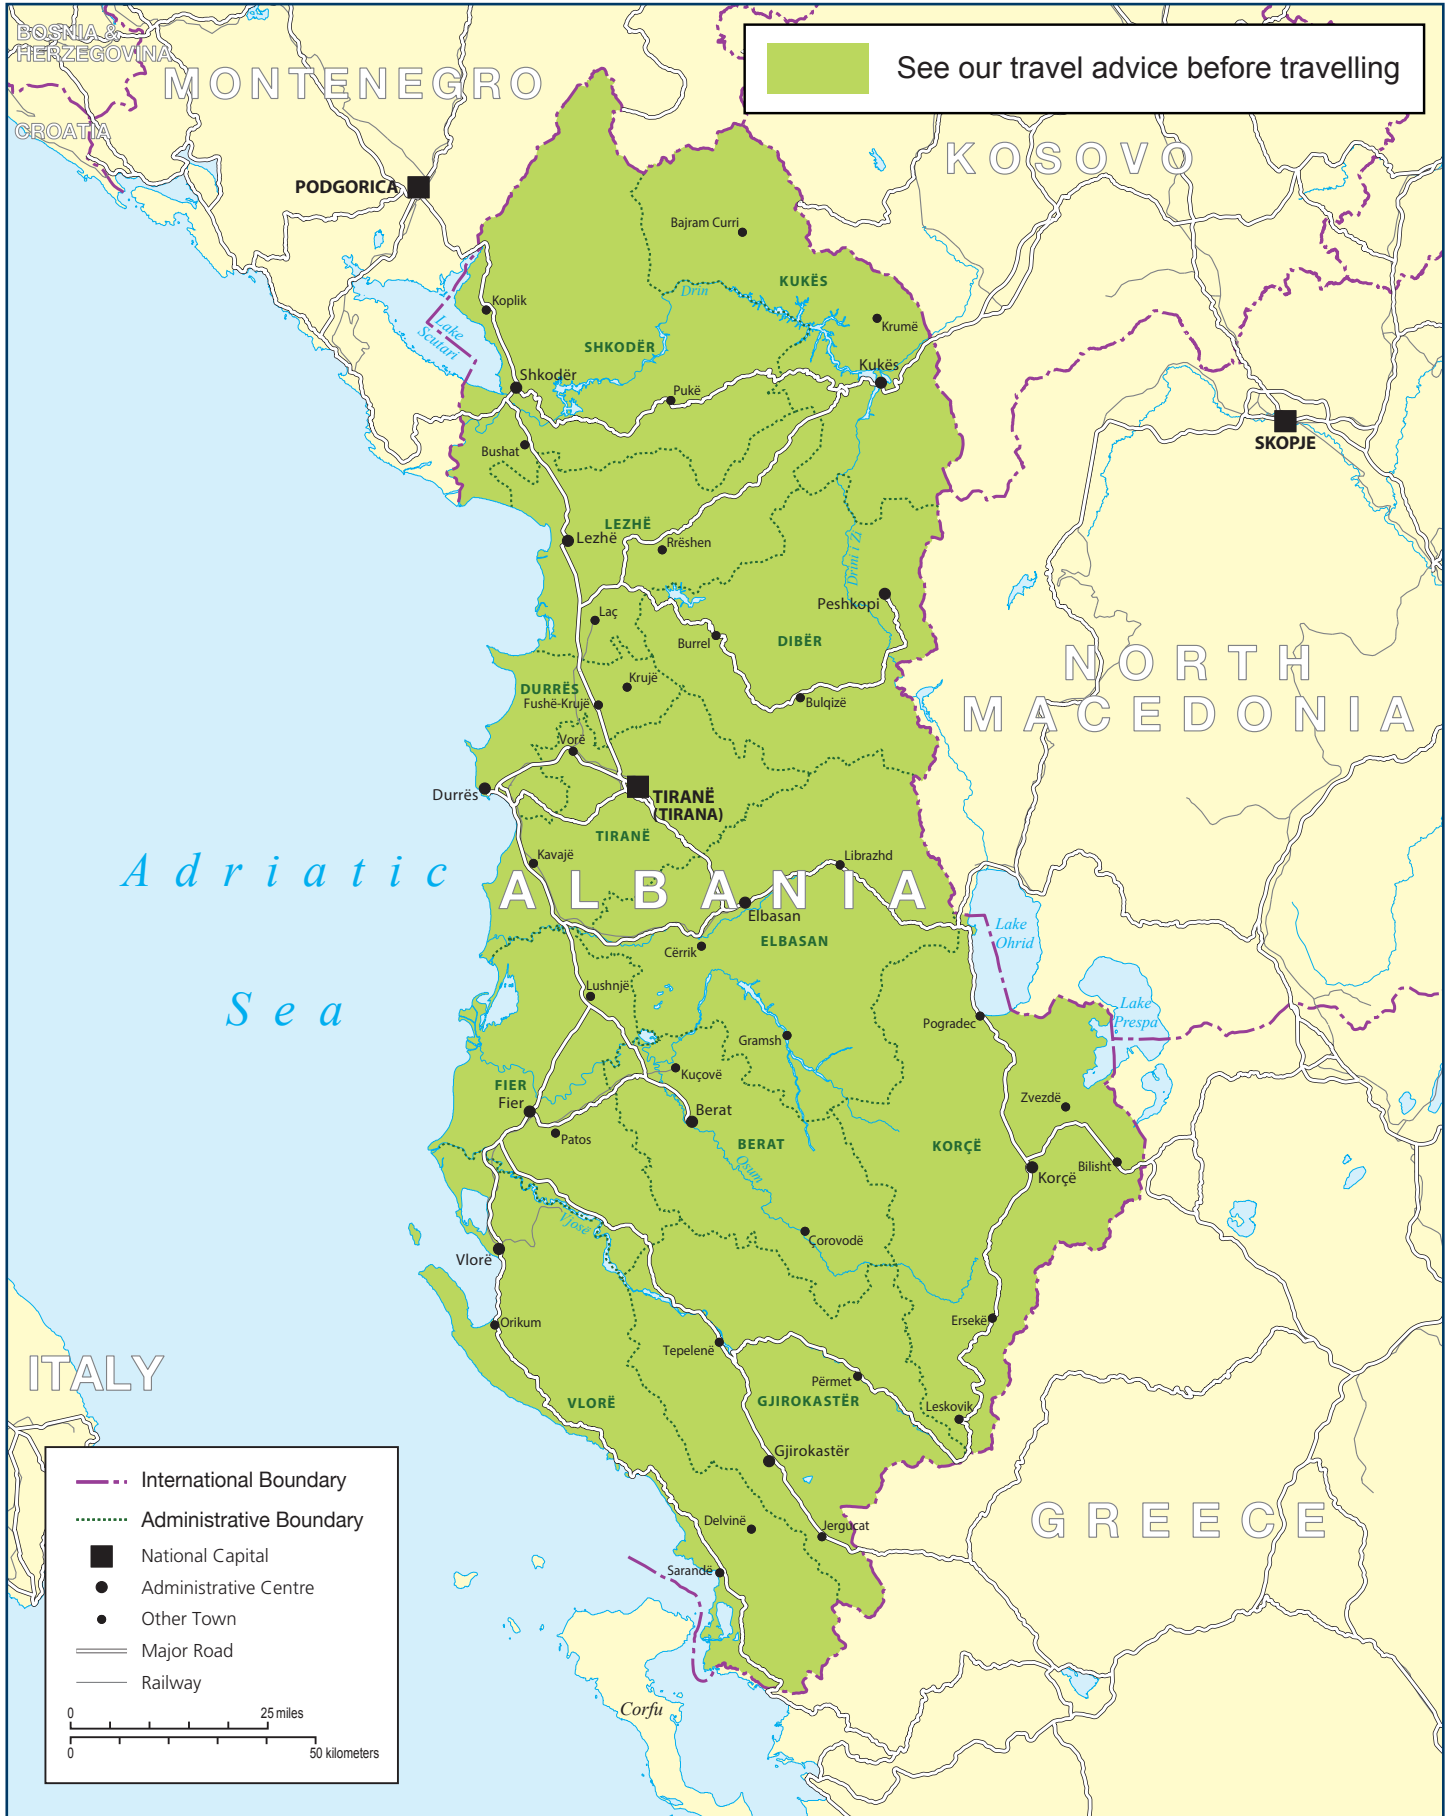 BOSNIA &
HERZEGOVINA
MONTENEGRO
See our travel advice before travelling
CROATIA
KOSOVO
PODGORICA
Bajram Curri
KUKËS
Drin
Koplik
Krumë
Lake
Scutari
SHKODËR
Kukës
Shkodër
Pukë
SKOPJE
Bushat
LEZHË
Lezhë
Rrëshen
Drini i Zi
Peshkopi
Laç
Burrel
DIBËR
NORTH
MACEDONIA
Krujë
DURRËS
Fushë-Krujë
Bulqizë
Vorë
Durrës
TIRANË
(TIRANA)
TIRANË
Kavajë
Librazhd
Adriatic
Sea
ALBANIA
Elbasan
Lake
Ohrid
ELBASAN
Cërrik
Lushnjë
Lake
Prespa
Pogradec
Gramsh
Kuçovë
FIER
Fier
Zvezdë
Berat
Patos
BERAT
KORÇË
Osum
Bilisht
Korçë
Vjosë
Çorovodë
Vlorë
Orikum
Ersekë
Tepelenë
ITALY
Përmet
VLORË
GJIROKASTËR
Leskovik
Gjirokastër
GREECE
Delvinë
Jergucat
Sarandë
Corfu
International Boundary
Administrative Boundary
National Capital
Administrative Centre
Other Town
Major Road
Railway
0 25 miles
0 50 kilometers